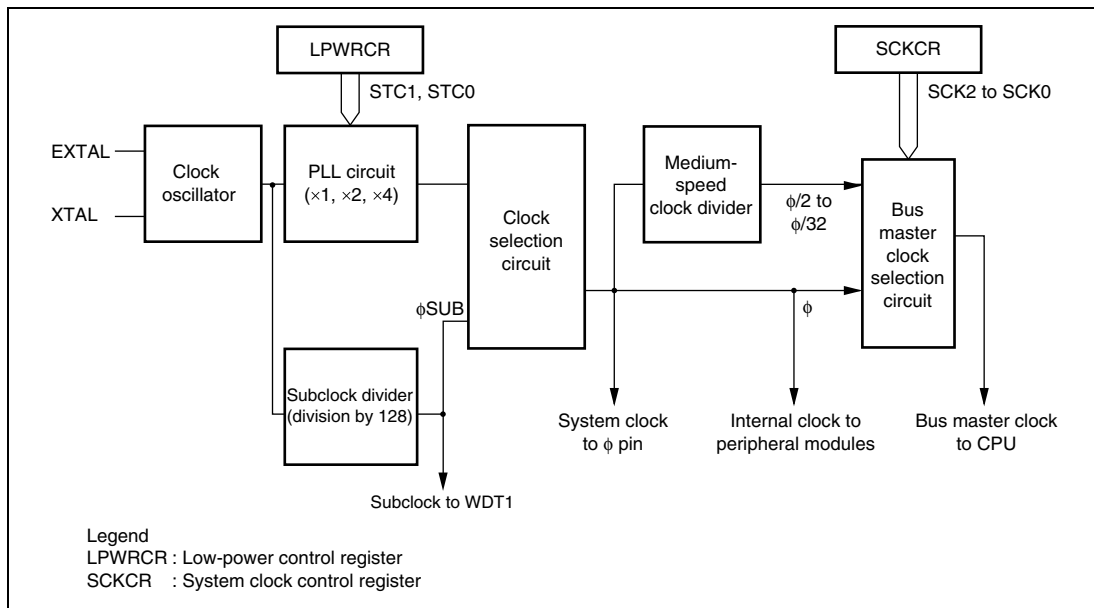 LPWRCR
SCKCR
STC1, STC0
SCK2 to SCK0
EXTAL
XTAL
Clock
oscillator
PLL circuit
(×1, ×2, ×4)
Clock
selection
circuit
Medium-
speed
clock divider
ϕ/2 to
ϕ/32
Bus
master
clock
selection
circuit
ϕSUB
ϕ
Subclock divider
(division by 128)
System clock
to ϕ pin
Internal clock to
peripheral modules
Bus master clock
to CPU
Subclock to WDT1
Legend
LPWRCR : Low-power control register
SCKCR : System clock control register